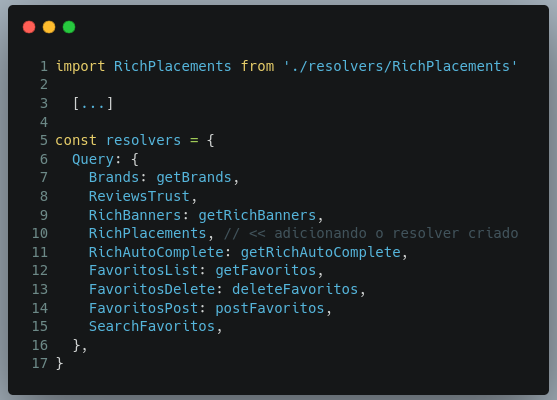 1 import RichPlacements from './resolvers/RichPlacements'
2
3   [...]
4
5 const resolvers = {
6   Query: {
7     Brands: getBrands,
8     ReviewsTrust,
9     RichBanners: getRichBanners,
10     RichPlacements, // << adicionando o resolver criado
11     RichAutoComplete: getRichAutoComplete,
12     FavoritosList: getFavoritos,
13     FavoritosDelete: deleteFavoritos,
14     FavoritosPost: postFavoritos,
15     SearchFavoritos,
16   },
17 }